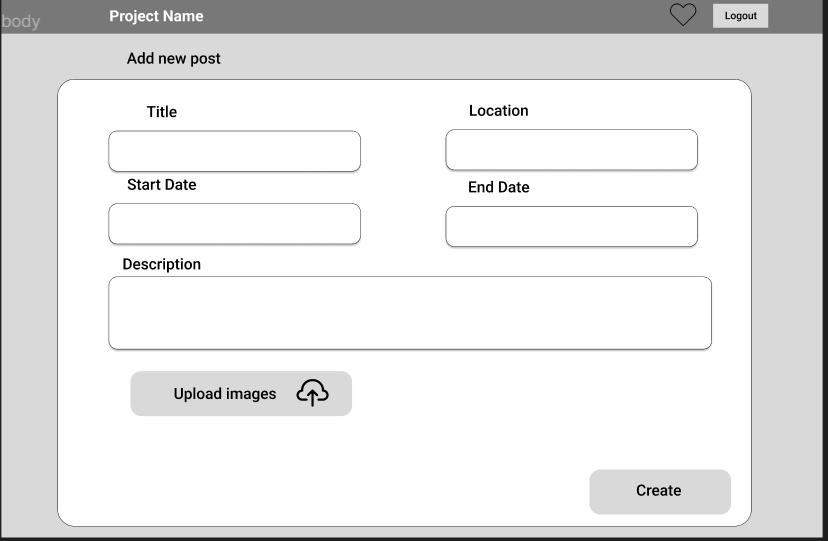 body
Project Name
Logout
Add new post
Title
Location
Start Date
End Date
Description
Upload images
Create